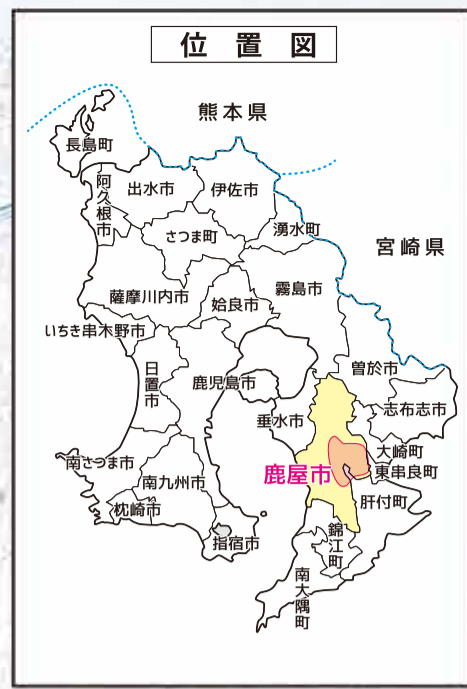 位置図
熊本県
長島町
阿久根市
出水市
伊佐市
さつま町
湧水町
宮崎県
薩摩川内市
姶良市
霧島市
いちき串木野市
日置市
鹿児島市
曽於市
志布志市
垂水市
大崎町
東串良町
鹿屋市
肝付町
南さつま市
南九州市
枕崎市
指宿市
錦江町
南大隅町